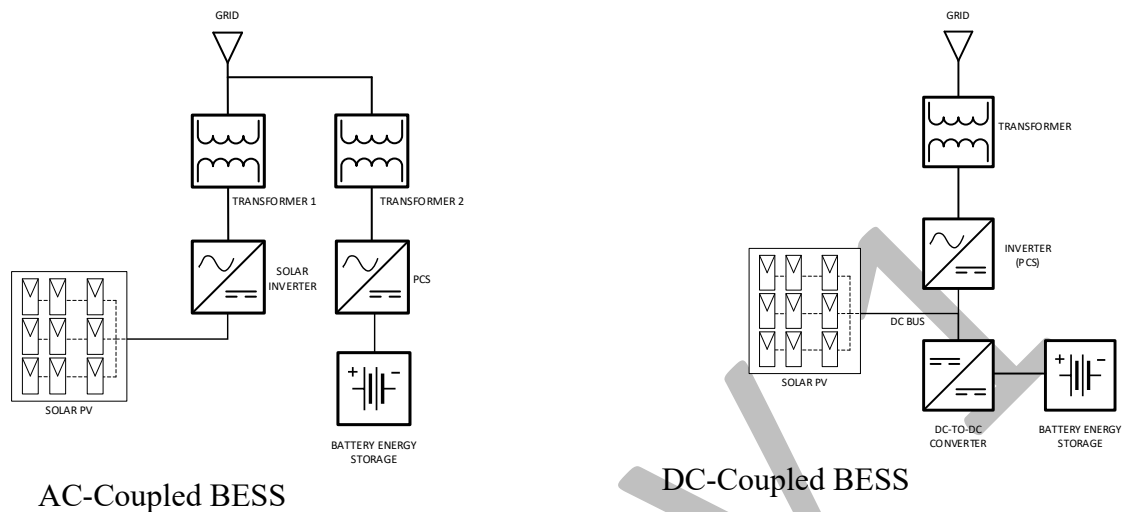 GRID
TRANSFORMER 1
TRANSFORMER 2
SOLAR
INVERTER
PCS
SOLAR PV
BATTERY ENERGY
STORAGE
AC-Coupled BESS
GRID
TRANSFORMER
INVERTER
(PCS)
DC BUS
SOLAR PV
DC-TO-DC
CONVERTER
BATTERY ENERGY
STORAGE
DC-Coupled BESS